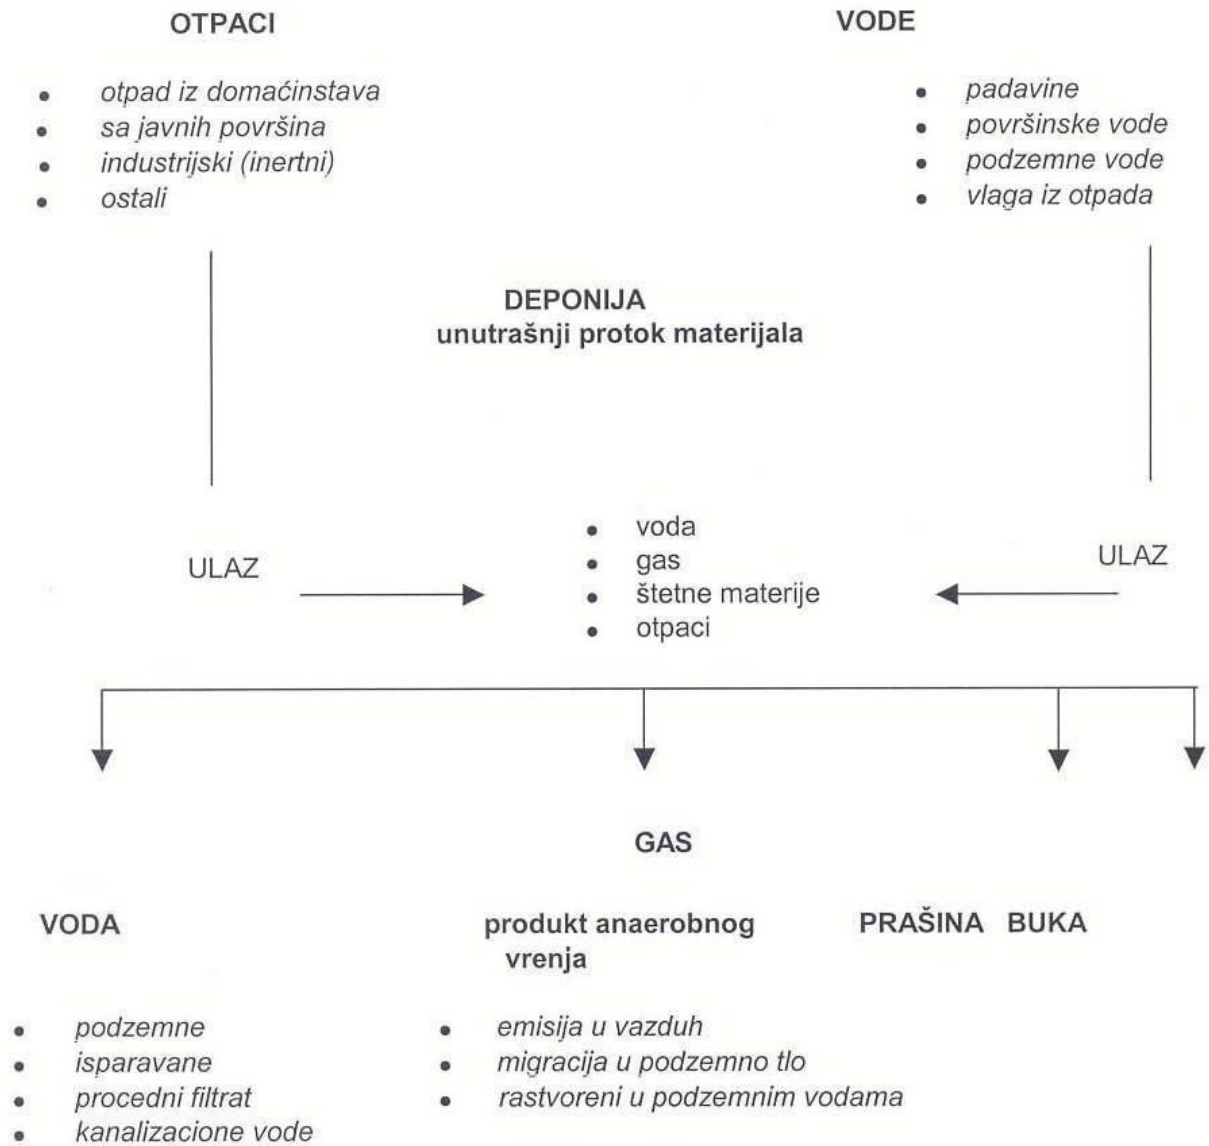 OTPACI
• otpad iz domaćinstava
• sa javnih površina
• industrijski (inertni)
• ostali
VODE
• padavine
• površinske vode
• podzemne vode
• vlaga iz otpada
DEPONIJA
unutrašnji protok materijala
ULAZ
• voda
• gas
• štetne materije
• otpaci
ULAZ
GAS
VODA
produkt anaerobnog
vrenja
PRAŠINA BUKA
• podzemne
• isparavane
• procedni filtrat
• kanalizacione vode
• emisija u vazduh
• migracija u podzemno tlo
• rastvoreni u podzemnim vodama